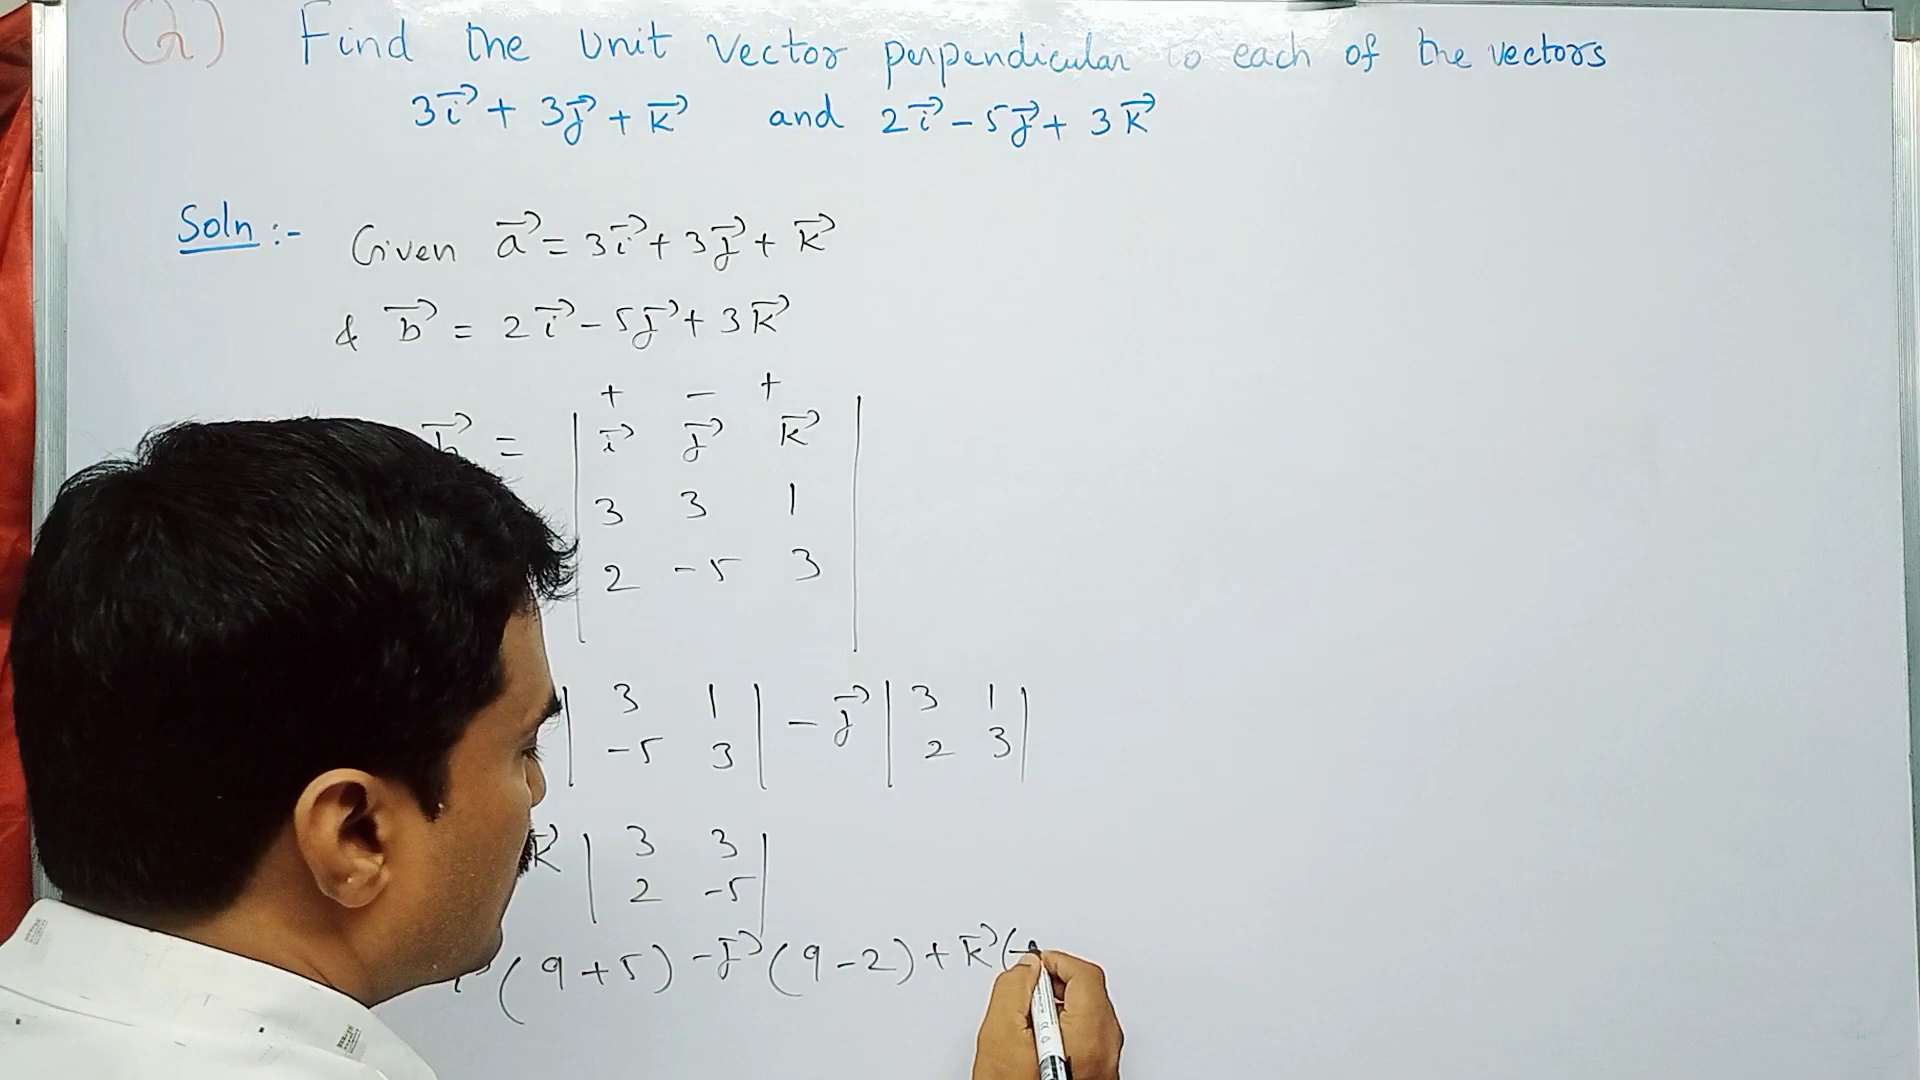 Q) Find the Unit Vector perpendicular to each of the vectors
3i⃗ + 3j⃗ + k⃗ and 2i⃗ - 5j⃗ + 3k⃗
Soln :- Given a⃗ = 3i⃗ + 3j⃗ + k⃗
& b⃗ = 2i⃗ - 5j⃗ + 3k⃗
+ - +
b⃗ = | i⃗ j⃗ k⃗ |
3 3 1
2 -5 3
| 3 1 | - j⃗ | 3 1 |
-5 3 2 3
k⃗ | 3 3 |
2 -5
(9+5) - j⃗ (9-2) + k⃗ (-